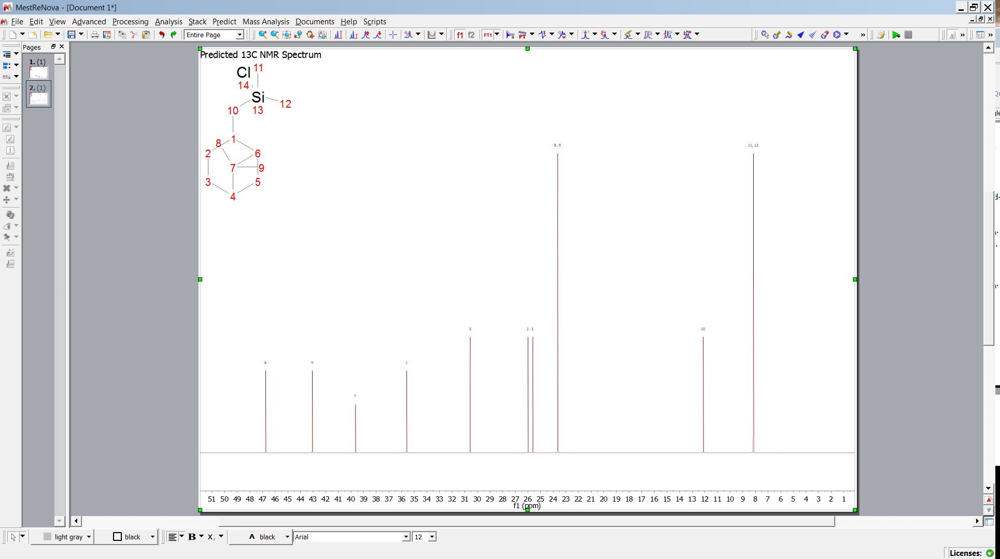 MestReNova - [Document 1*]
File Edit View Advanced Processing Analysis Stack Predict Mass Analysis Documents Help Scripts
Entire Page
f1 f2
FT1
Pages
1. (1)
2. (1)
Predicted 13C NMR Spectrum
Cl 11
14
Si
12
10 13
8 1
2 6
7 9
3 5
4
8, 9
11, 12
5
2 3
10
6
4
1
7
51 50 49 48 47 46 45 44 43 42 41 40 39 38 37 36 35 34 33 32 31 30 29 28 27 26 25 24 23 22 21 20 19 18 17 16 15 14 13 12 11 10 9 8 7 6 5 4 3 2 1
f1 (ppm)
light gray black B X₂ A black Arial 12
Licenses: